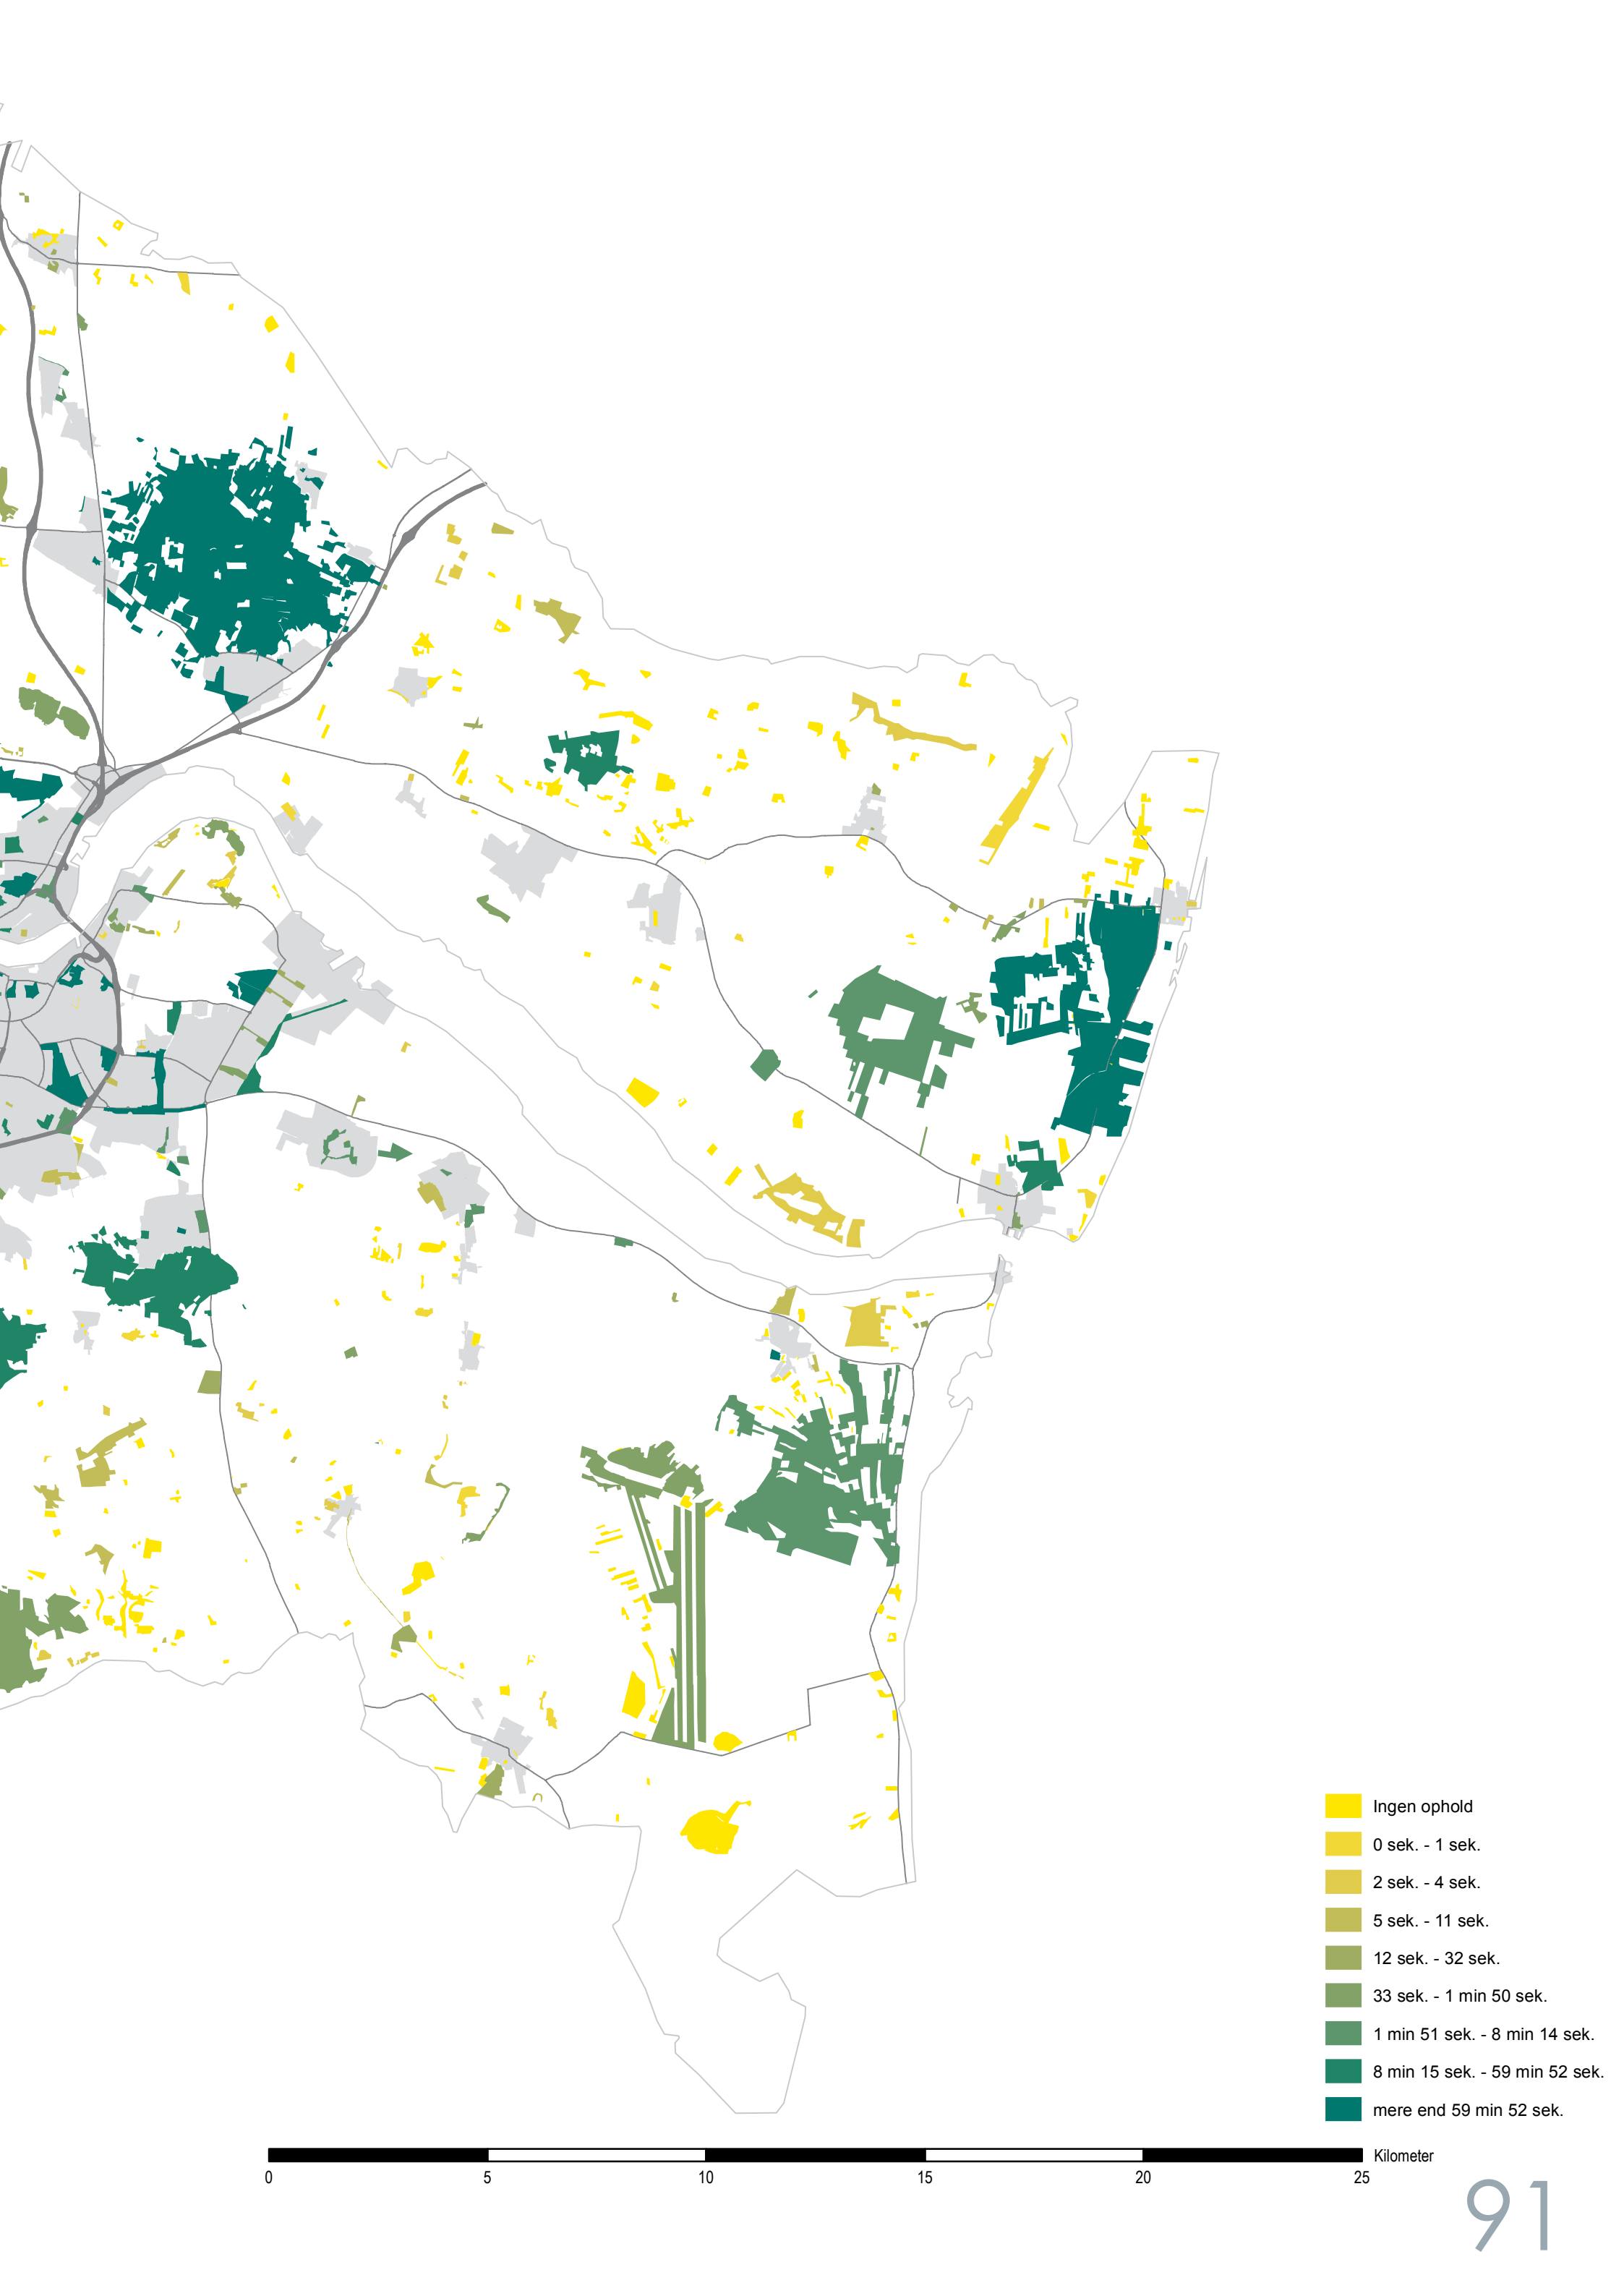 Ingen ophold
0 sek. - 1 sek.
2 sek. - 4 sek.
5 sek. - 11 sek.
12 sek. - 32 sek.
33 sek. - 1 min 50 sek.
1 min 51 sek. - 8 min 14 sek.
8 min 15 sek. - 59 min 52 sek.
mere end 59 min 52 sek.
Kilometer
0 5 10 15 20 25
91